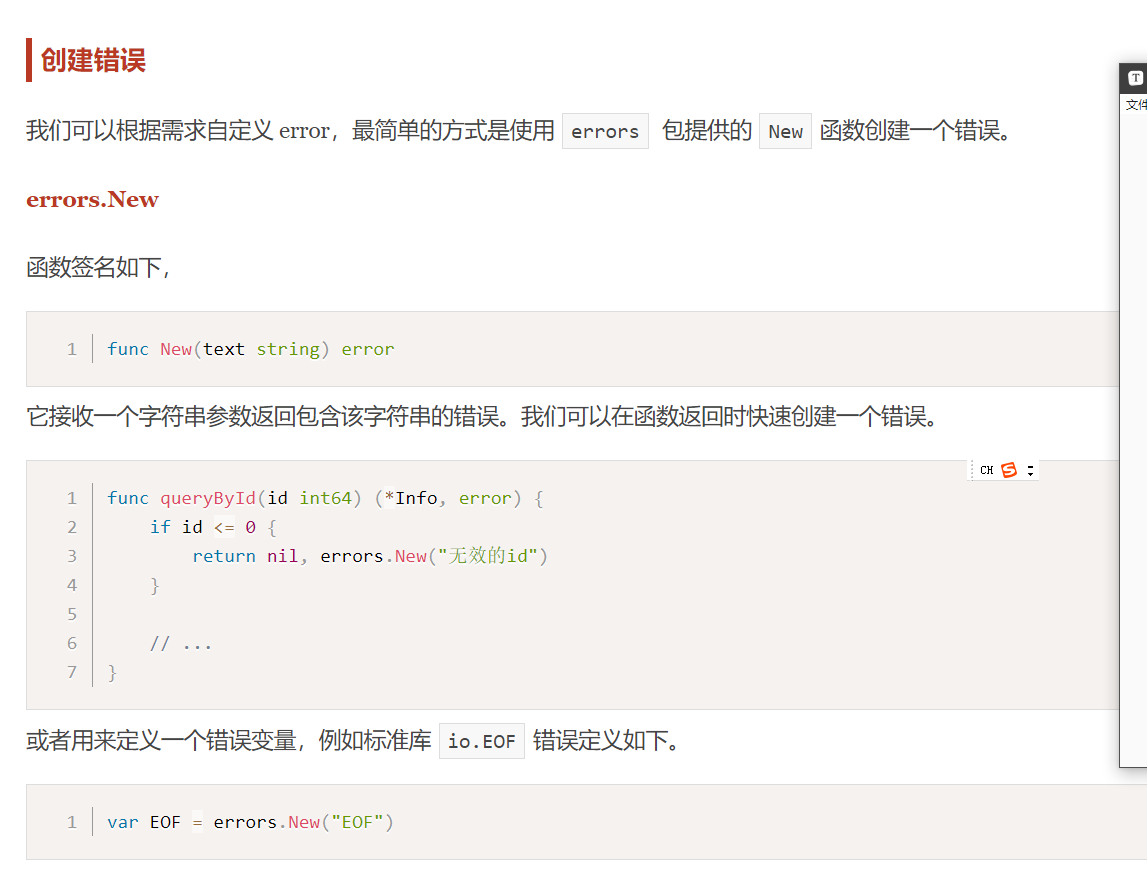 创建错误
我们可以根据需求自定义 error，最简单的方式是使用 errors 包提供的 New 函数创建一个错误。
errors.New
函数签名如下，
1 func New(text string) error
它接收一个字符串参数返回包含该字符串的错误。我们可以在函数返回时快速创建一个错误。
CH
1 func queryById(id int64) (*Info, error) {
2     if id <= 0 {
3         return nil, errors.New("无效的id")
4     }
5
6     // ...
7 }
或者用来定义一个错误变量，例如标准库 io.EOF 错误定义如下。
1 var EOF = errors.New("EOF")
T
文件